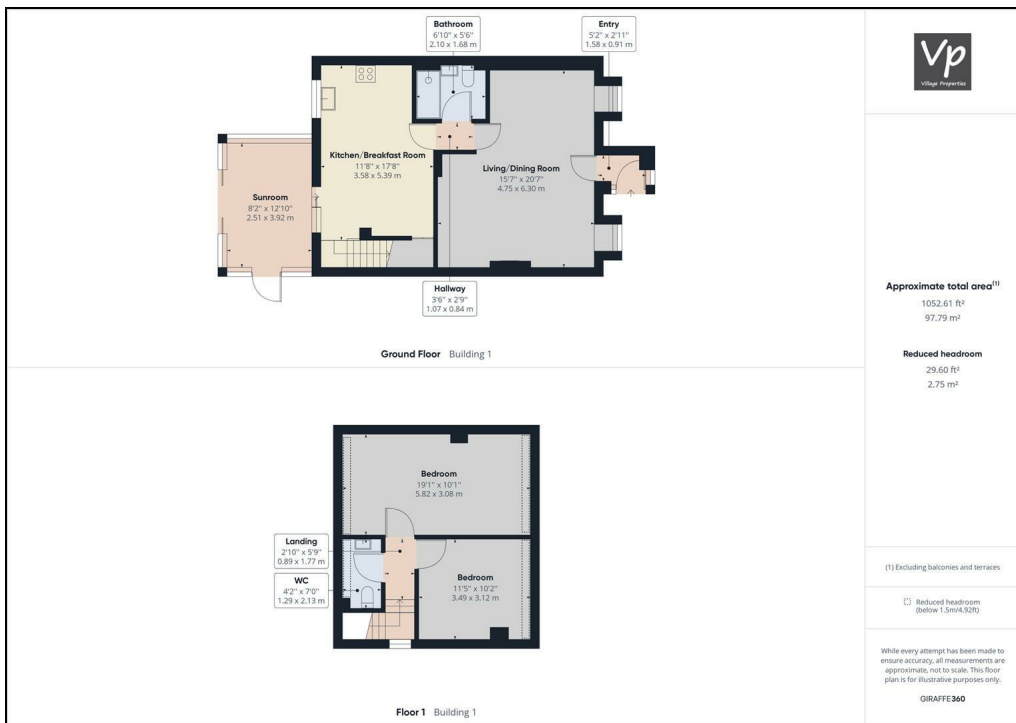 Bathroom
6'10" x 5'6"
2.10 x 1.68 m
Entry
5'2" x 2'11"
1.58 x 0.91 m
Kitchen/Breakfast Room
11'8" x 17'8"
3.58 x 5.39 m
Living/Dining Room
15'7" x 20'7"
4.75 x 6.30 m
Sunroom
8'2" x 12'10"
2.51 x 3.92 m
Hallway
3'6" x 2'9"
1.07 x 0.84 m
Ground Floor Building 1
Bedroom
19'1" x 10'1"
5.82 x 3.08 m
Landing
2'10" x 5'9"
0.89 x 1.77 m
WC
4'2" x 7'0"
1.29 x 2.13 m
Bedroom
11'5" x 10'2"
3.49 x 3.12 m
Floor 1 Building 1
Vp
Village Properties
Approximate total area(1)
1052.61 ft²
97.79 m²
Reduced headroom
29.60 ft²
2.75 m²
(1) Excluding balconies and terraces
Reduced headroom
(below 1.5m/4.92ft)
While every attempt has been made to
ensure accuracy, all measurements are
approximate, not to scale. This floor
plan is for illustrative purposes only.
GIRAFFE360